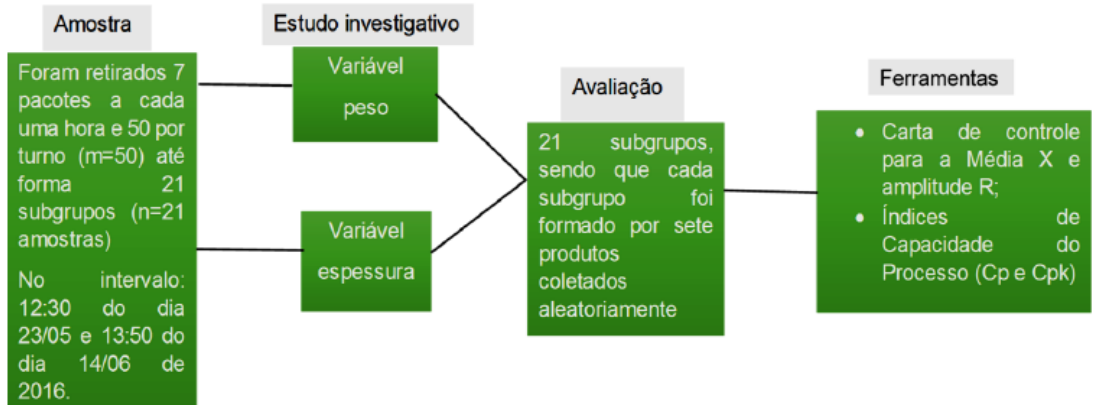 Amostra
Foram retirados 7
pacotes a cada
uma hora e 50 por
turno (m=50) até
forma 21
subgrupos (n=21
amostras)
No intervalo:
12:30 do dia
23/05 e 13:50 do
dia 14/06 de
2016.
Estudo investigativo
Variável
peso
Variável
espessura
Avaliação
21 subgrupos,
sendo que cada
subgrupo foi
formado por sete
produtos
coletados
aleatoriamente
Ferramentas
• Carta de controle
para a Média X e
amplitude R;
• Índices de
Capacidade do
Processo (Cp e Cpk)